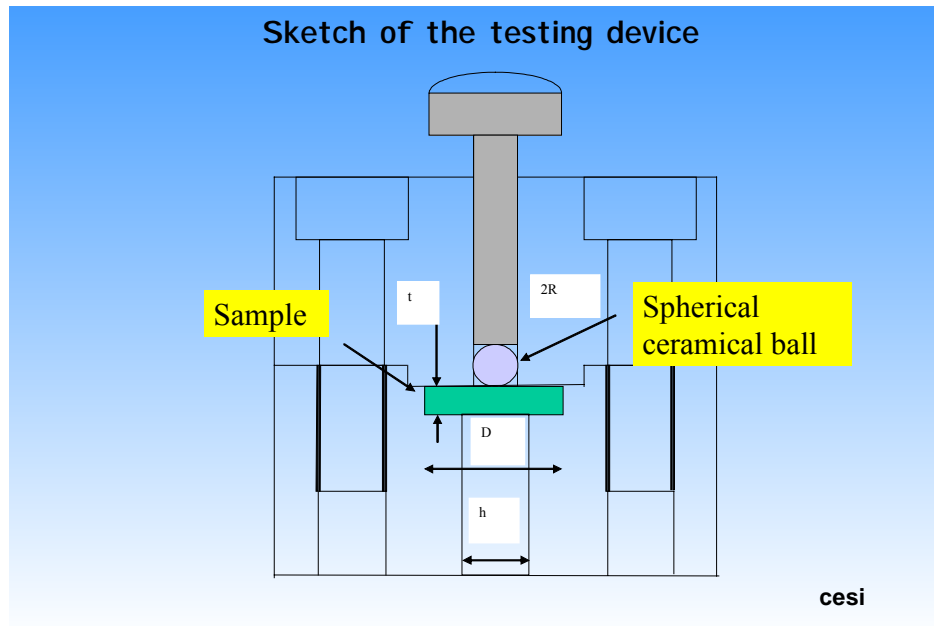 Sketch of the testing device
t
2R
Sample
Spherical
ceramical ball
D
h
cesi